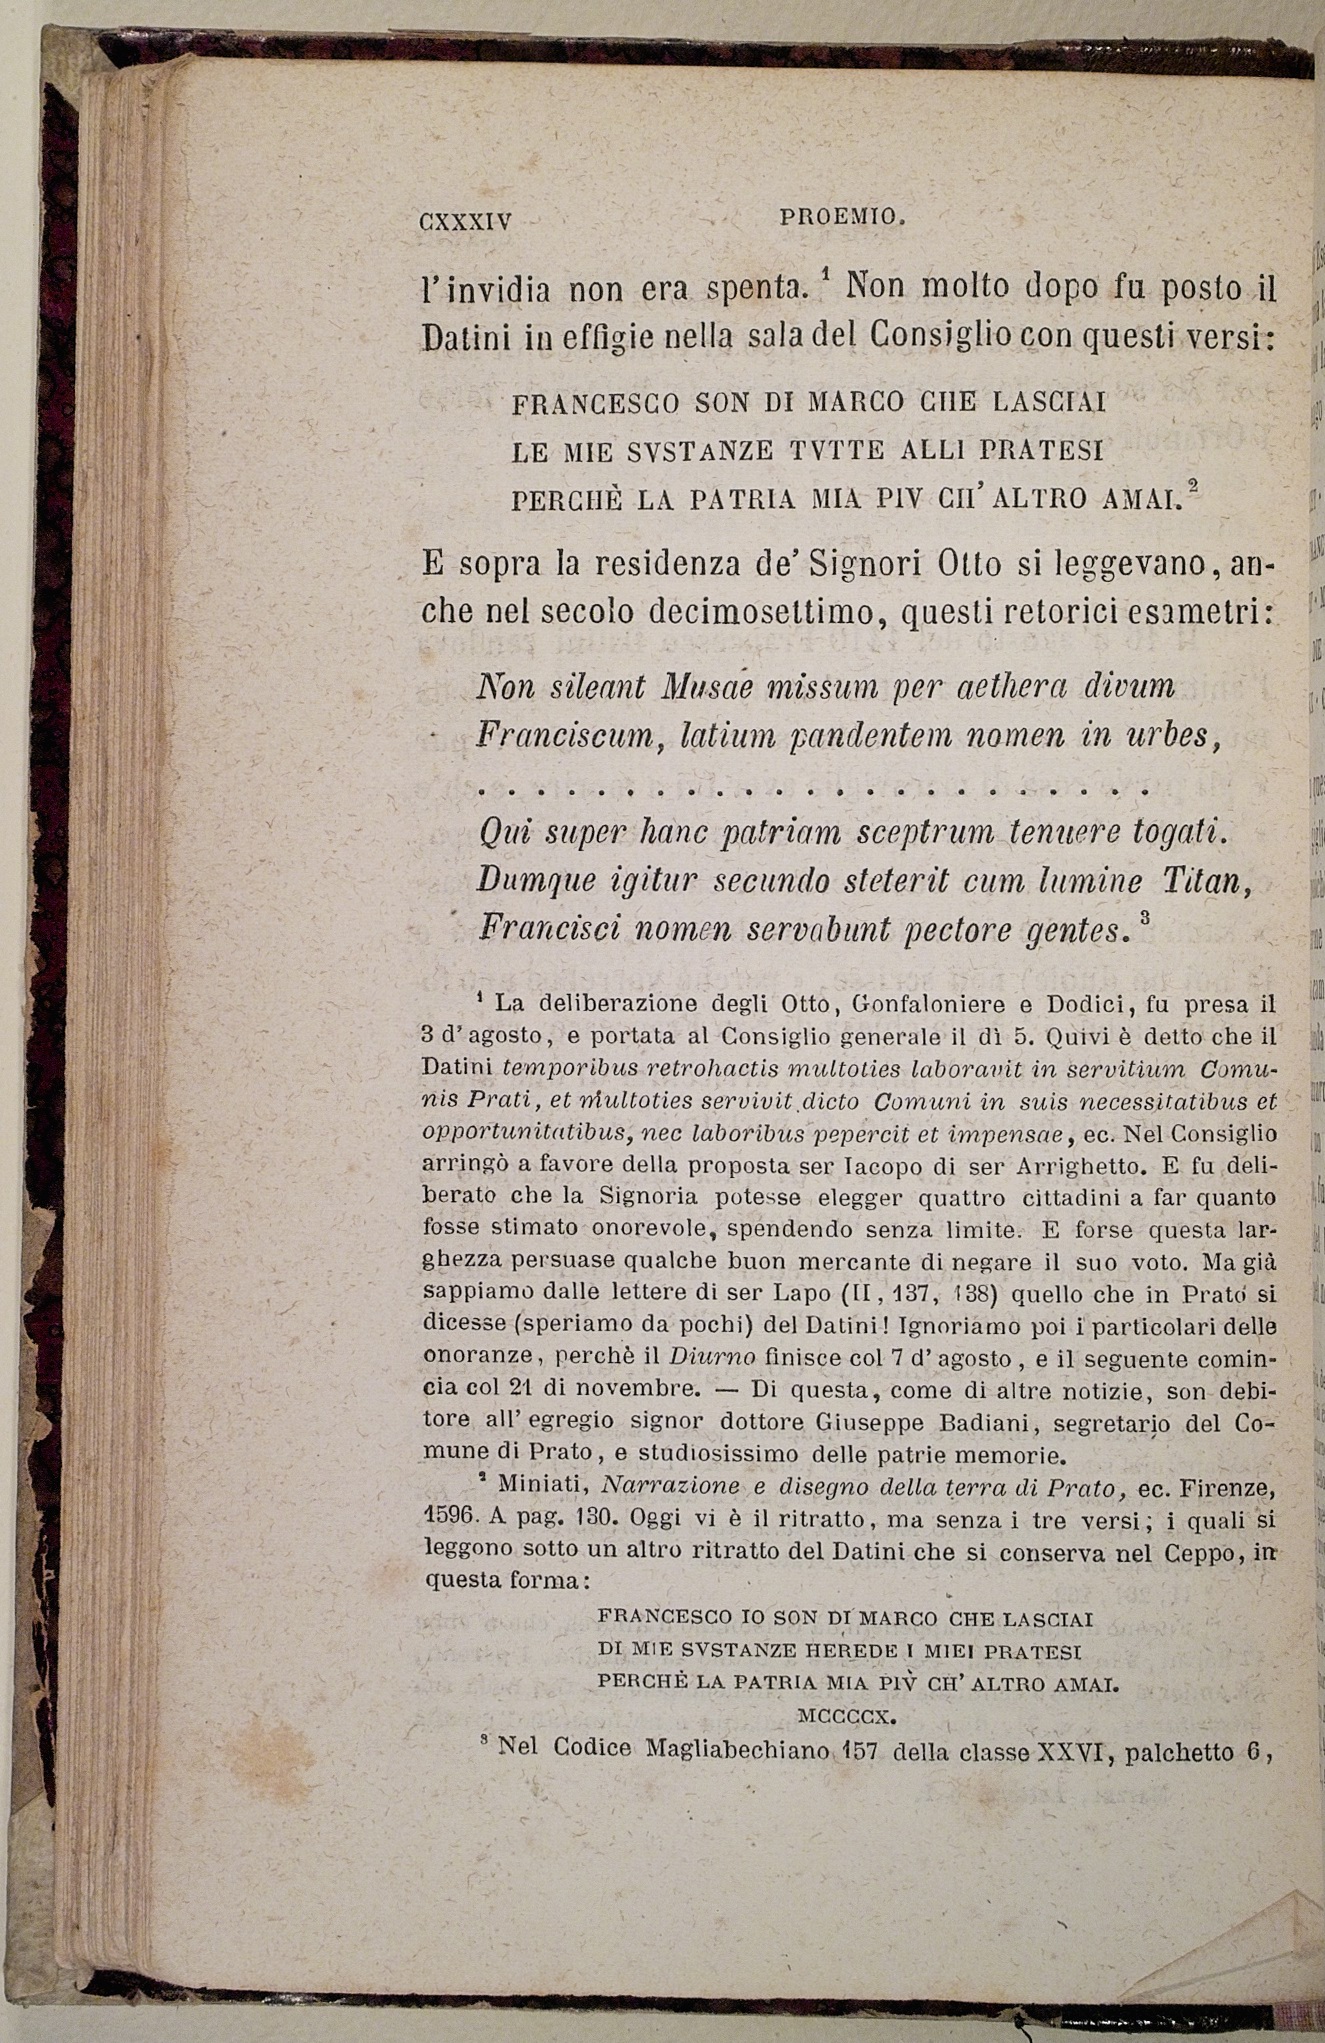 CXXXIV PROEMIO.
l'invidia non era spenta. ¹ Non molto dopo fu posto il
Datini in effigie nella sala del Consiglio con questi versi:
FRANCESCO SON DI MARCO CHE LASCIAI
LE MIE SVSTANZE TVTTE ALLI PRATESI
PERCHÈ LA PATRIA MIA PIV CH' ALTRO AMAI. ²
E sopra la residenza de' Signori Otto si leggevano, an-
che nel secolo decimosettimo, questi retorici esametri:
Non sileant Musae missum per aethera divum
Franciscum, latium pandentem nomen in urbes,
. . . . . . . . . . . . . . . . . . . . . . .
Qui super hanc patriam sceptrum tenuere togati.
Dumque igitur secundo steterit cum lumine Titan,
Francisci nomen servabunt pectore gentes. ³
¹ La deliberazione degli Otto, Gonfaloniere e Dodici, fu presa il
3 d' agosto, e portata al Consiglio generale il dì 5. Quivi è detto che il
Datini temporibus retrohactis multoties laboravit in servitium Comu-
nis Prati, et multoties servivit dicto Comuni in suis necessitatibus et
opportunitatibus, nec laboribus pepercit et impensae, ec. Nel Consiglio
arringò a favore della proposta ser Iacopo di ser Arrighetto. E fu deli-
berato che la Signoria potesse elegger quattro cittadini a far quanto
fosse stimato onorevole, spendendo senza limite. E forse questa lar-
ghezza persuase qualche buon mercante di negare il suo voto. Ma già
sappiamo dalle lettere di ser Lapo (II, 137, 138) quello che in Prato si
dicesse (speriamo da pochi) del Datini! Ignoriamo poi i particolari delle
onoranze, perchè il Diurno finisce col 7 d' agosto, e il seguente comin-
cia col 21 di novembre. — Di questa, come di altre notizie, son debi-
tore all' egregio signor dottore Giuseppe Badiani, segretario del Co-
mune di Prato, e studiosissimo delle patrie memorie.
² Miniati, Narrazione e disegno della terra di Prato, ec. Firenze,
1596. A pag. 130. Oggi vi è il ritratto, ma senza i tre versi; i quali si
leggono sotto un altro ritratto del Datini che si conserva nel Ceppo, in
questa forma:
FRANCESCO IO SON DI MARCO CHE LASCIAI
DI MIE SVSTANZE HEREDE I MIEI PRATESI
PERCHÈ LA PATRIA MIA PIV̀ CH' ALTRO AMAI.
MCCCCX.
³ Nel Codice Magliabechiano 157 della classe XXVI, palchetto 6,